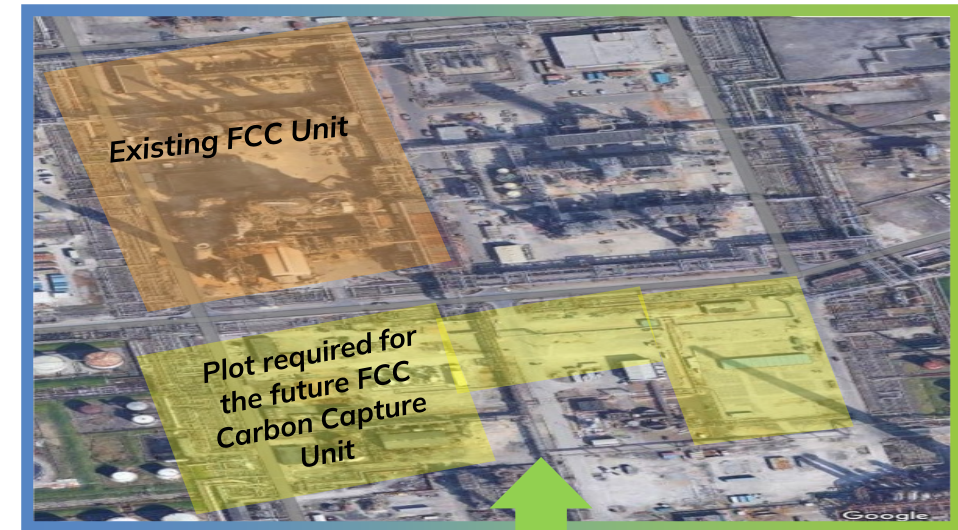 Existing FCC Unit
Plot required for
the future FCC
Carbon Capture
Unit
Google